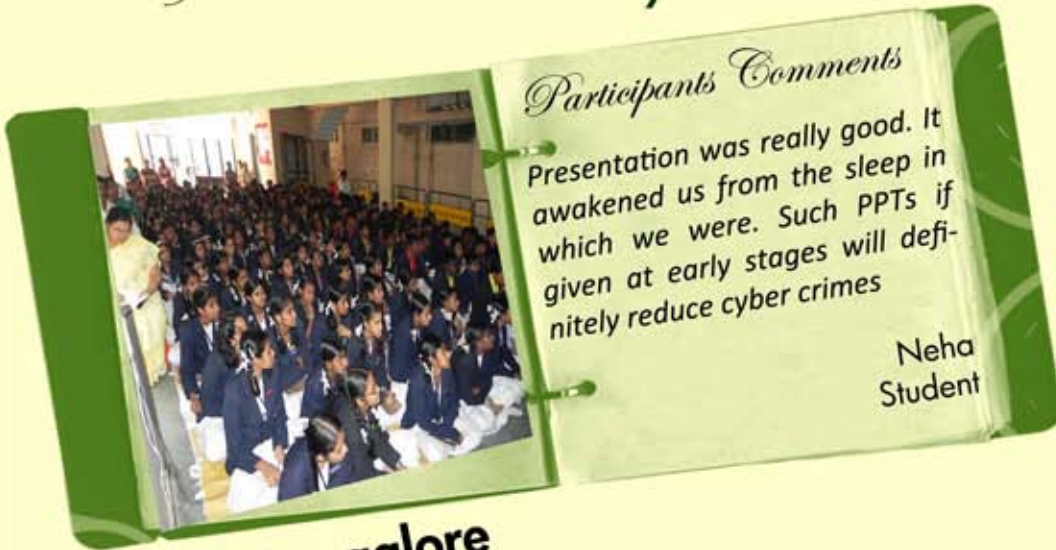 Participants Comments
Presentation was really good. It
awakened us from the sleep in
which we were. Such PPTs if
given at early stages will defi-
nitely reduce cyber crimes
Neha
Student